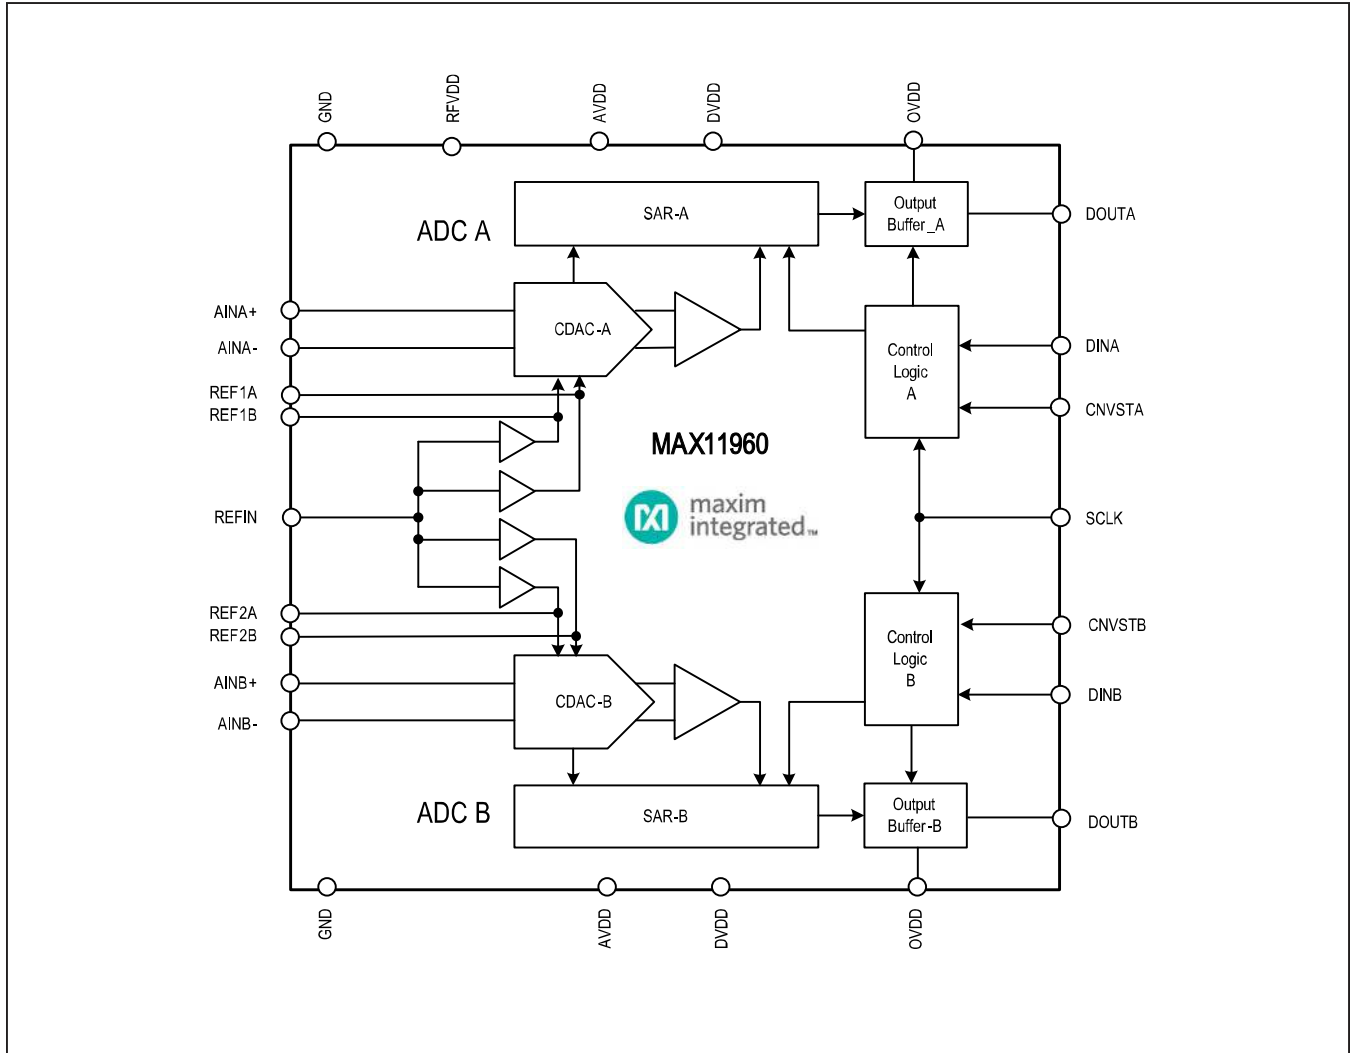 GND
RFVDD
AVDD
DVDD
OVDD
ADC A
SAR-A
Output
Buffer_A
DOUTA
AINA+
AINA-
CDAC-A
Control
Logic
A
DINA
CNVSTA
REF1A
REF1B
MAX11960
maxim
integrated™
REFIN
SCLK
REF2A
REF2B
AINB+
AINB-
CDAC-B
Control
Logic
B
CNVSTB
DINB
ADC B
SAR-B
Output
Buffer-B
DOUTB
GND
AVDD
DVDD
OVDD